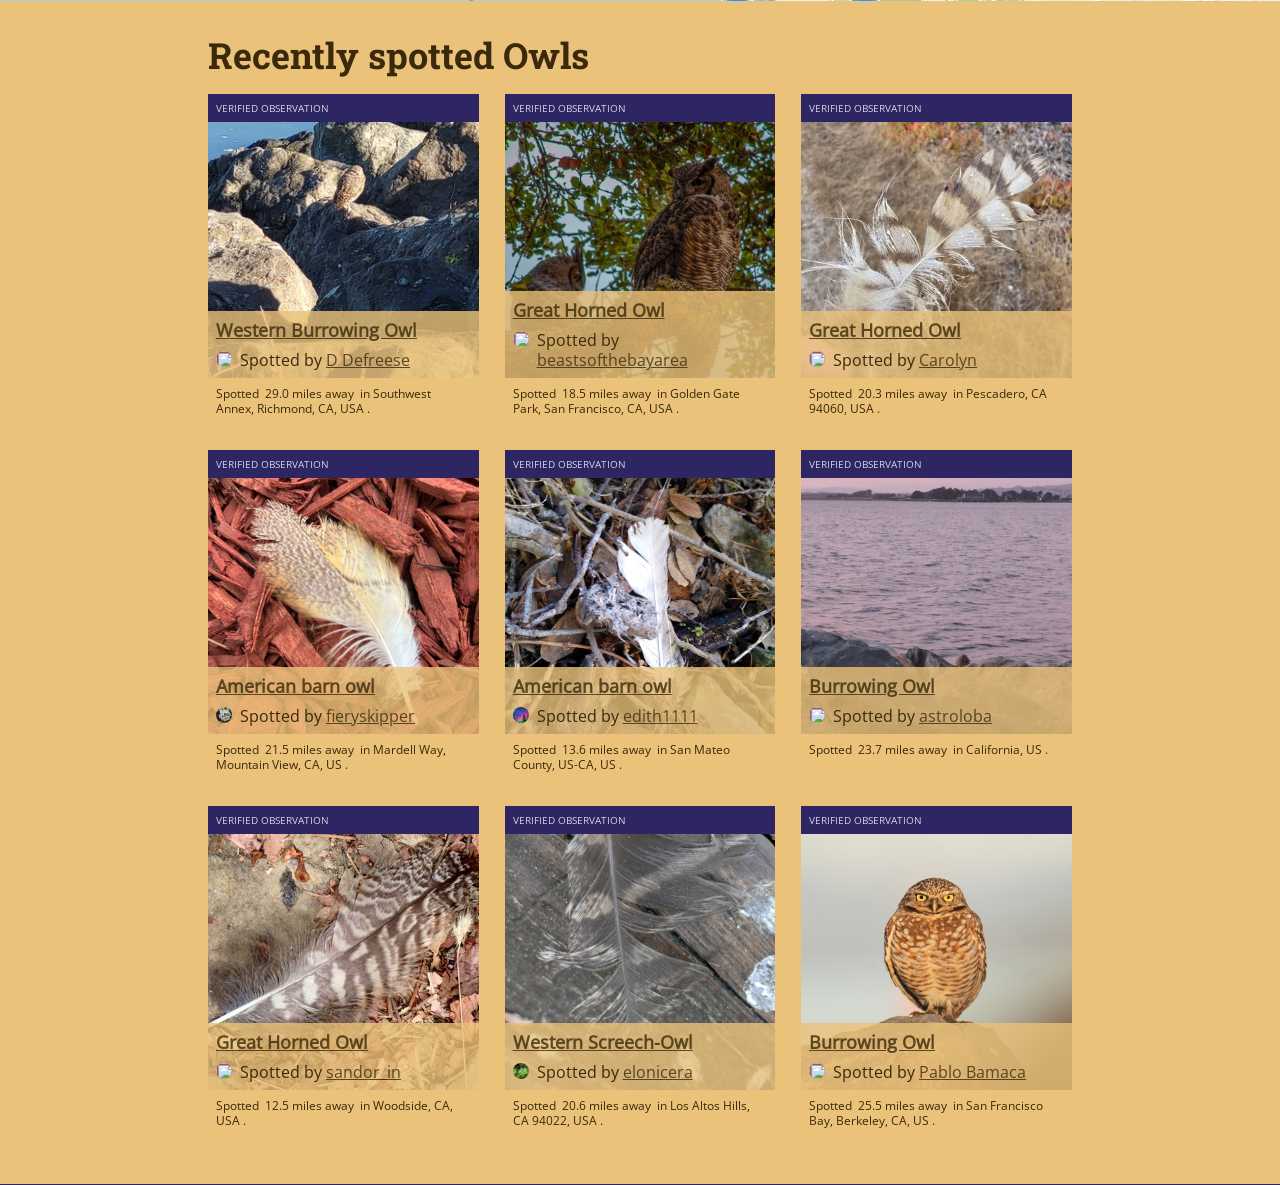 Recently spotted Owls
VERIFIED OBSERVATION
Western Burrowing Owl
Spotted by D Defreese
Spotted 29.0 miles away in Southwest
Annex, Richmond, CA, USA .
VERIFIED OBSERVATION
Great Horned Owl
Spotted by
beastsofthebayarea
Spotted 18.5 miles away in Golden Gate
Park, San Francisco, CA, USA .
VERIFIED OBSERVATION
Great Horned Owl
Spotted by Carolyn
Spotted 20.3 miles away in Pescadero, CA
94060, USA .
VERIFIED OBSERVATION
American barn owl
Spotted by fieryskipper
Spotted 21.5 miles away in Mardell Way,
Mountain View, CA, US .
VERIFIED OBSERVATION
American barn owl
Spotted by edith1111
Spotted 13.6 miles away in San Mateo
County, US-CA, US .
VERIFIED OBSERVATION
Burrowing Owl
Spotted by astroloba
Spotted 23.7 miles away in California, US .
VERIFIED OBSERVATION
Great Horned Owl
Spotted by sandor_in
Spotted 12.5 miles away in Woodside, CA,
USA .
VERIFIED OBSERVATION
Western Screech-Owl
Spotted by elonicera
Spotted 20.6 miles away in Los Altos Hills,
CA 94022, USA .
VERIFIED OBSERVATION
Burrowing Owl
Spotted by Pablo Bamaca
Spotted 25.5 miles away in San Francisco
Bay, Berkeley, CA, US .